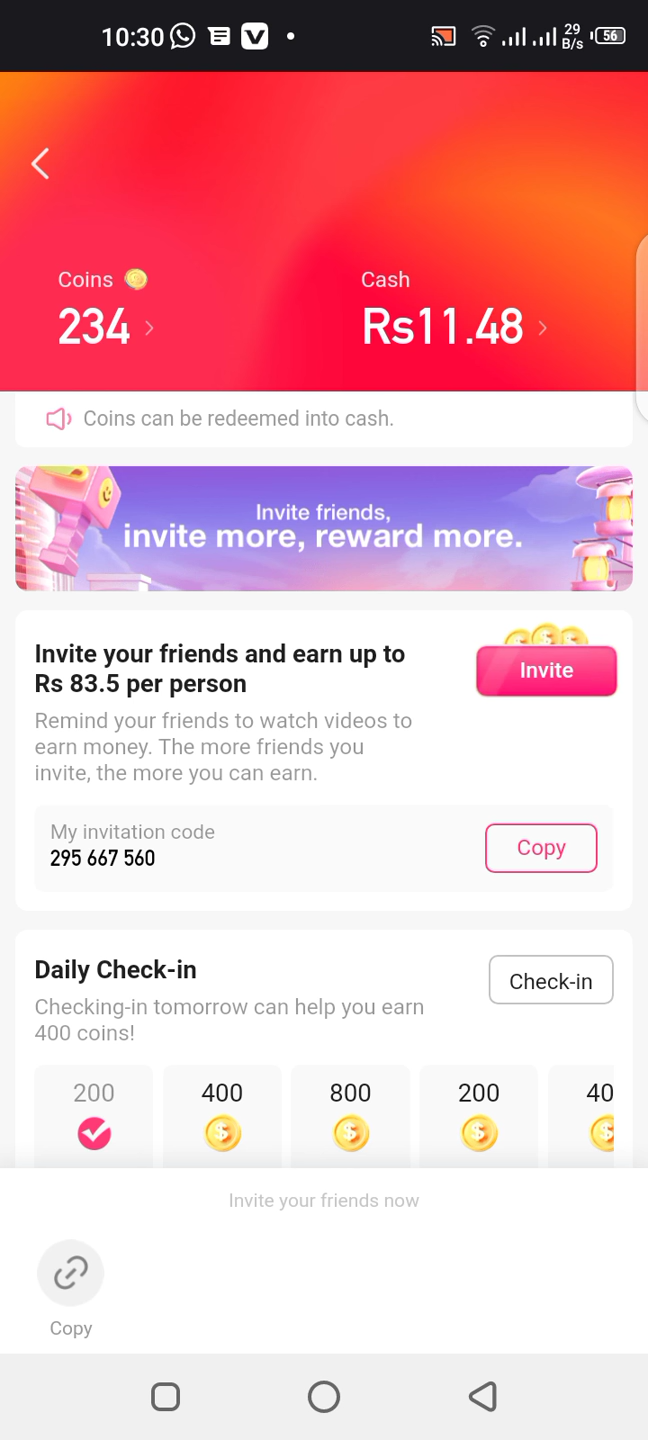 10:30
29
B/s
56
Coins
Cash
234
Rs11.48
Coins can be redeemed into cash.
Invite friends,
invite more, reward more.
Invite your friends and earn up to
Rs 83.5 per person
Invite
Remind your friends to watch videos to
earn money. The more friends you
invite, the more you can earn.
My invitation code
295 667 560
Copy
Daily Check-in
Check-in
Checking-in tomorrow can help you earn
400 coins!
200 400 800 200 40
Invite your friends now
Copy